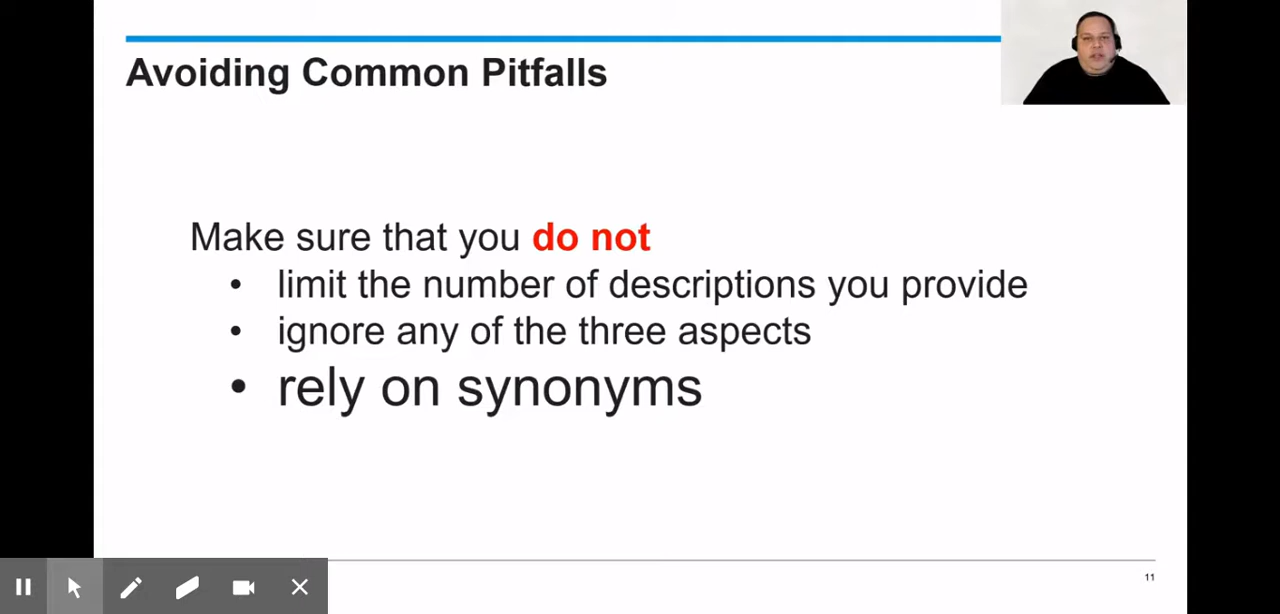 Avoiding Common Pitfalls
Make sure that you do not
• limit the number of descriptions you provide
• ignore any of the three aspects
• rely on synonyms
11